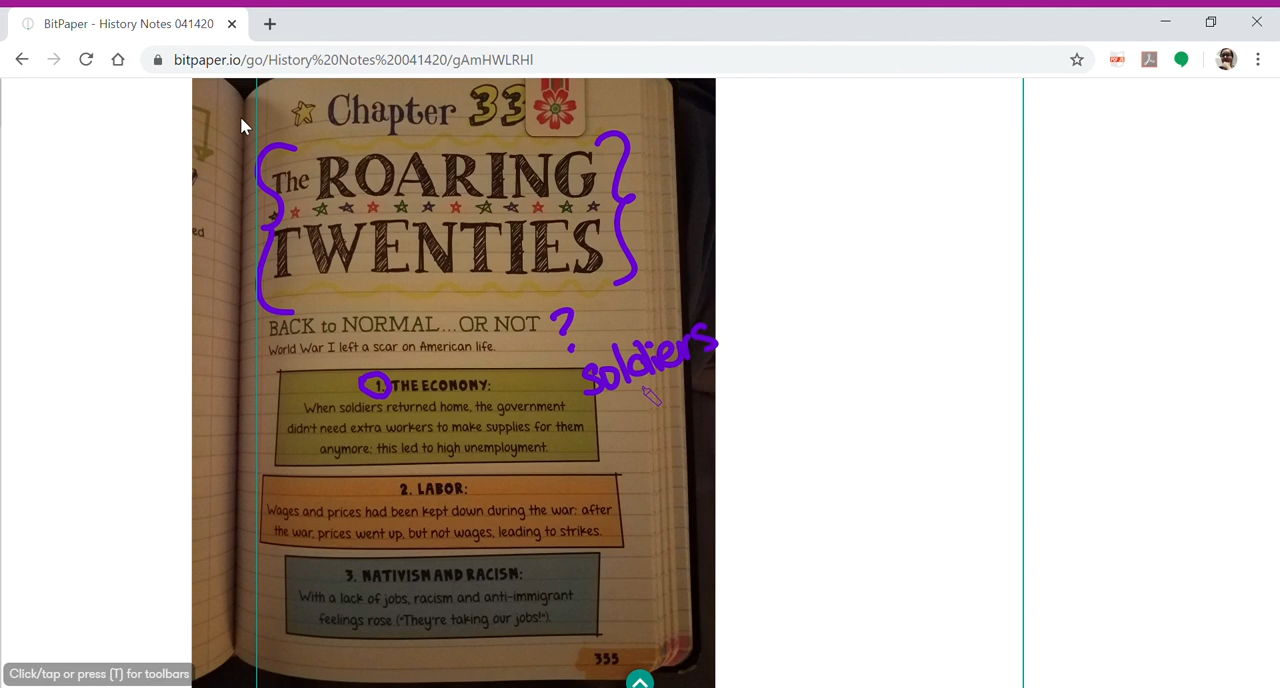 BitPaper - History Notes 041420
bitpaper.io/go/History%20Notes%20041420/gAmHWLRHl
Chapter 33
The ROARING
TWENTIES
ed
BACK to NORMAL...OR NOT ?
World War I left a scar on American life.
soldiers
1. THE ECONOMY:
When soldiers returned home, the government
didn't need extra workers to make supplies for them
anymore; this led to high unemployment.
2. LABOR:
Wages and prices had been kept down during the war; after
the war, prices went up, but not wages, leading to strikes.
3. NATIVISM AND RACISM:
With a lack of jobs, racism and anti-immigrant
feelings rose ("They're taking our jobs!").
355
Click/tap or press (T) for toolbars